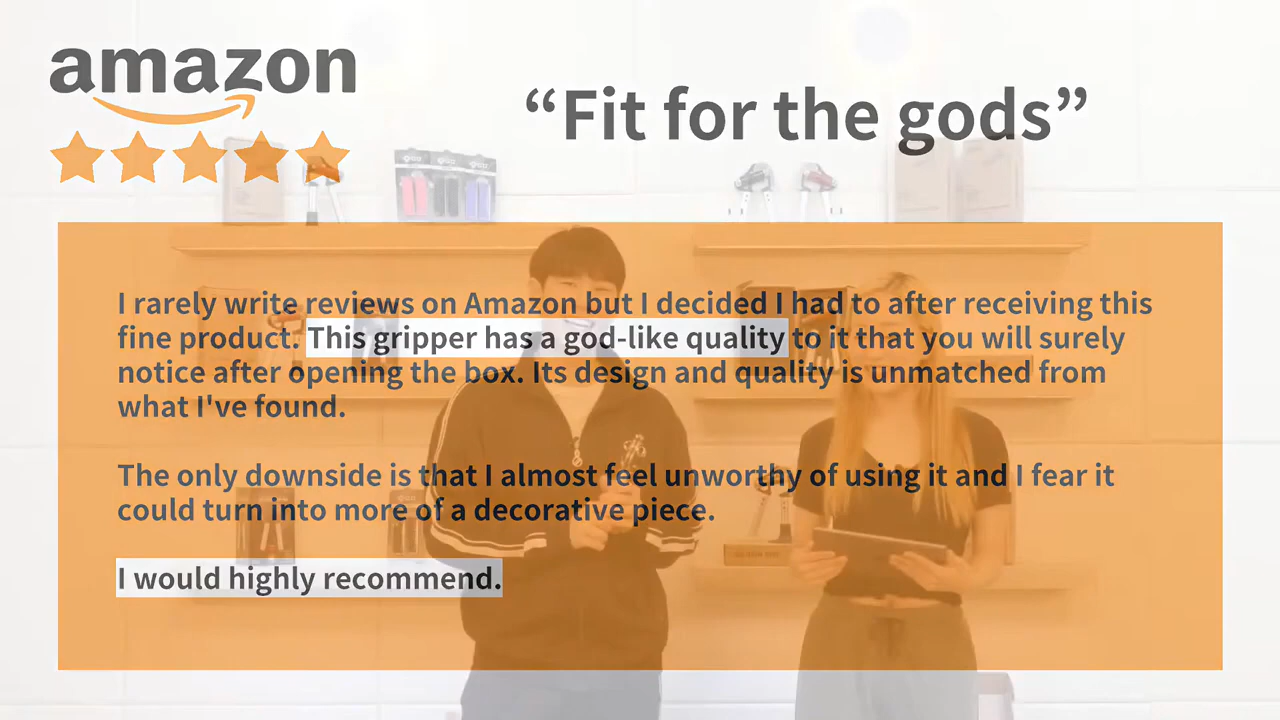 amazon
“Fit for the gods”
I rarely write reviews on Amazon but I decided I had to after receiving this
fine product. This gripper has a god-like quality to it that you will surely
notice after opening the box. Its design and quality is unmatched from
what I've found.
The only downside is that I almost feel unworthy of using it and I fear it
could turn into more of a decorative piece.
I would highly recommend.